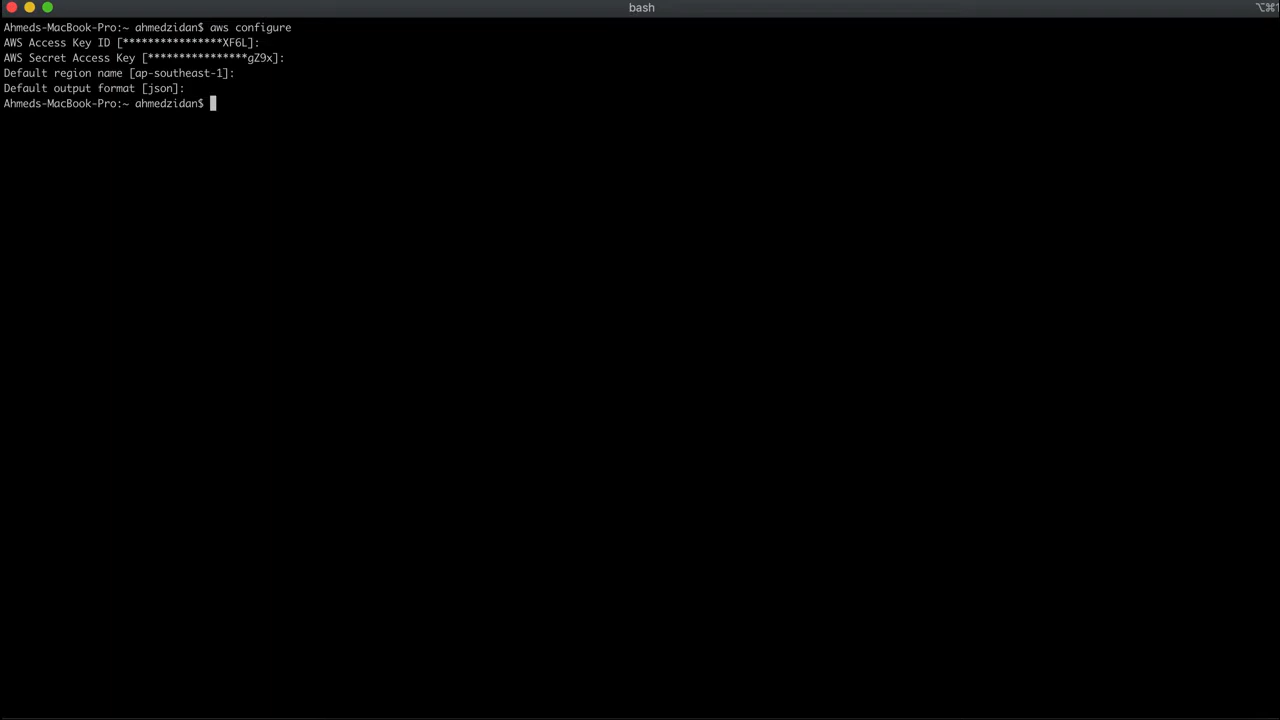 bash
⌥⌘1
Ahmeds-MacBook-Pro:~ ahmedzidan$ aws configure
AWS Access Key ID [****************XF6L]:
AWS Secret Access Key [****************gZ9x]:
Default region name [ap-southeast-1]:
Default output format [json]:
Ahmeds-MacBook-Pro:~ ahmedzidan$